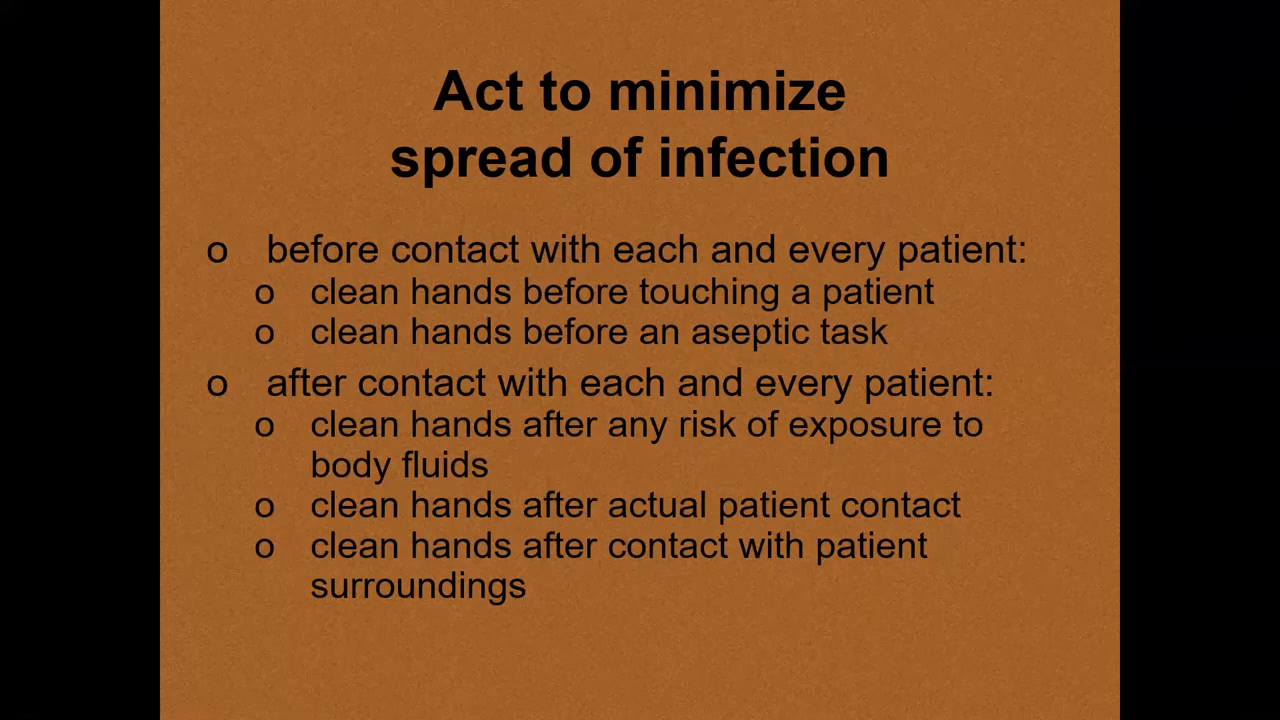 Act to minimize
spread of infection
o before contact with each and every patient:
o clean hands before touching a patient
o clean hands before an aseptic task
o after contact with each and every patient:
o clean hands after any risk of exposure to
body fluids
o clean hands after actual patient contact
o clean hands after contact with patient
surroundings